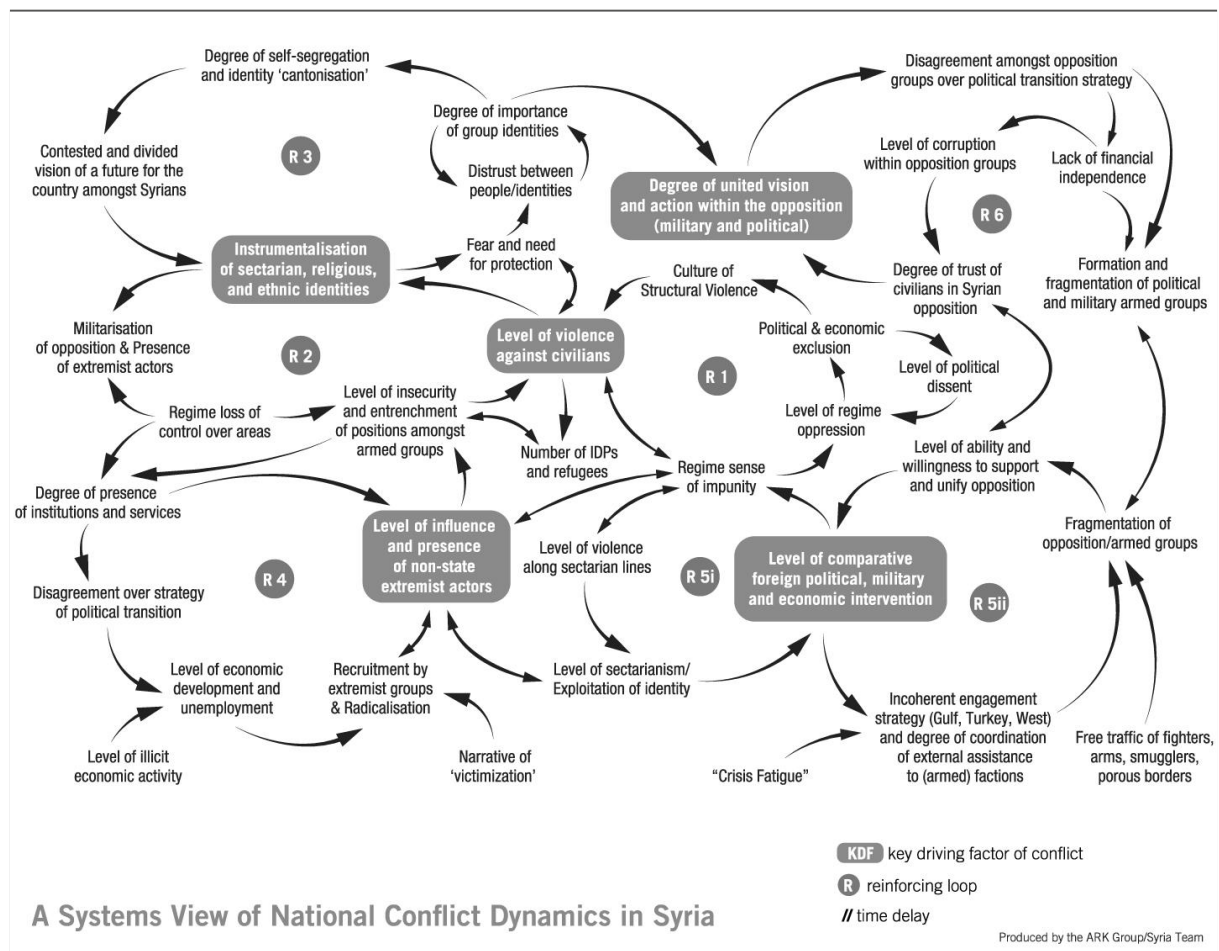 Degree of self-segregation
and identity ‘cantonisation’
Disagreement amongst opposition
groups over political transition strategy
Degree of importance
of group identities
Contested and divided
vision of a future for the
country amongst Syrians
R 3
Distrust between
people/identities
Degree of united vision
and action within the opposition
(military and political)
Level of corruption
within opposition groups
Lack of financial
independence
R 6
Instrumentalisation
of sectarian, religious,
and ethnic identities
Fear and need
for protection
Culture of
Structural Violence
Degree of trust of
civilians in Syrian
opposition
Formation and
fragmentation of political
and military armed groups
Militarisation
of opposition & Presence
of extremist actors
R 2
Level of violence
against civilians
Political & economic
exclusion
R 1
Level of political
dissent
Regime loss of
control over areas
Level of insecurity
and entrenchment
of positions amongst
armed groups
Level of regime
oppression
Number of IDPs
and refugees
Regime sense
of impunity
Level of ability and
willingness to support
and unify opposition
Degree of presence
of institutions and services
Level of influence
and presence
of non-state
extremist actors
Level of violence
along sectarian lines
R 5i
Level of comparative
foreign political, military
and economic intervention
Fragmentation of
opposition/armed groups
R 4
R 5ii
Disagreement over strategy
of political transition
Level of economic
development and
unemployment
Recruitment by
extremist groups
& Radicalisation
Level of sectarianism/
Exploitation of identity
Incoherent engagement
strategy (Gulf, Turkey, West)
and degree of coordination
of external assistance
to (armed) factions
Level of illicit
economic activity
Narrative of
‘victimization’
“Crisis Fatigue”
Free traffic of fighters,
arms, smugglers,
porous borders
KDF key driving factor of conflict
R reinforcing loop
// time delay
A Systems View of National Conflict Dynamics in Syria
Produced by the ARK Group/Syria Team